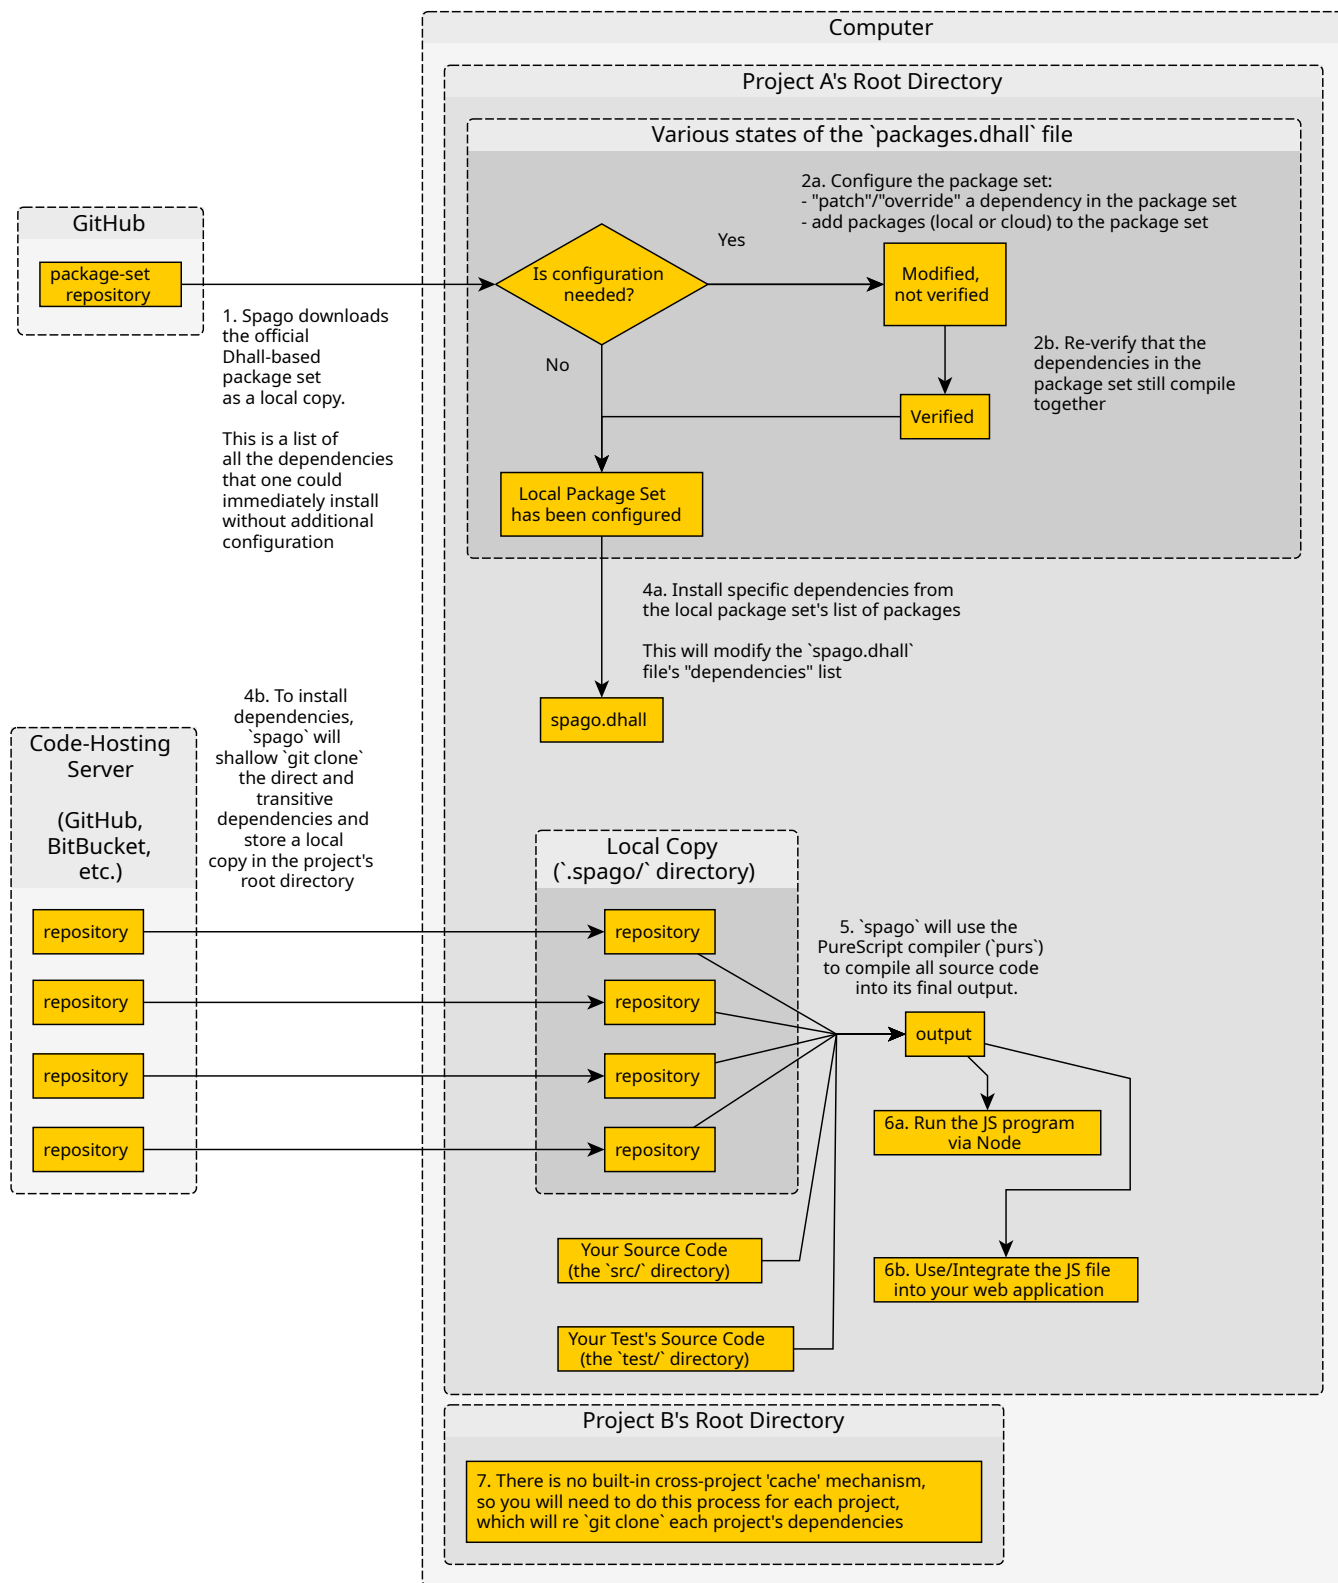 Computer
Project A's Root Directory
Various states of the `packages.dhall` file
2a. Configure the package set:
- "patch"/"override" a dependency in the package set
- add packages (local or cloud) to the package set
GitHub
package-set
repository
Yes
Is configuration
needed?
Modified,
not verified
1. Spago downloads
the official
Dhall-based
package set
as a local copy.
This is a list of
all the dependencies
that one could
immediately install
without additional
configuration
No
2b. Re-verify that the
dependencies in the
package set still compile
together
Verified
Local Package Set
has been configured
4a. Install specific dependencies from
the local package set's list of packages
This will modify the `spago.dhall`
file's "dependencies" list
spago.dhall
4b. To install
dependencies,
`spago` will
shallow `git clone`
the direct and
transitive
dependencies and
store a local
copy in the project's
root directory
Code-Hosting
Server
(GitHub,
BitBucket,
etc.)
repository
repository
repository
repository
Local Copy
(`.spago/` directory)
repository
repository
repository
repository
5. `spago` will use the
PureScript compiler (`purs`)
to compile all source code
into its final output.
output
6a. Run the JS program
via Node
Your Source Code
(the `src/` directory)
6b. Use/Integrate the JS file
into your web application
Your Test's Source Code
(the `test/` directory)
Project B's Root Directory
7. There is no built-in cross-project 'cache' mechanism,
so you will need to do this process for each project,
which will re `git clone` each project's dependencies